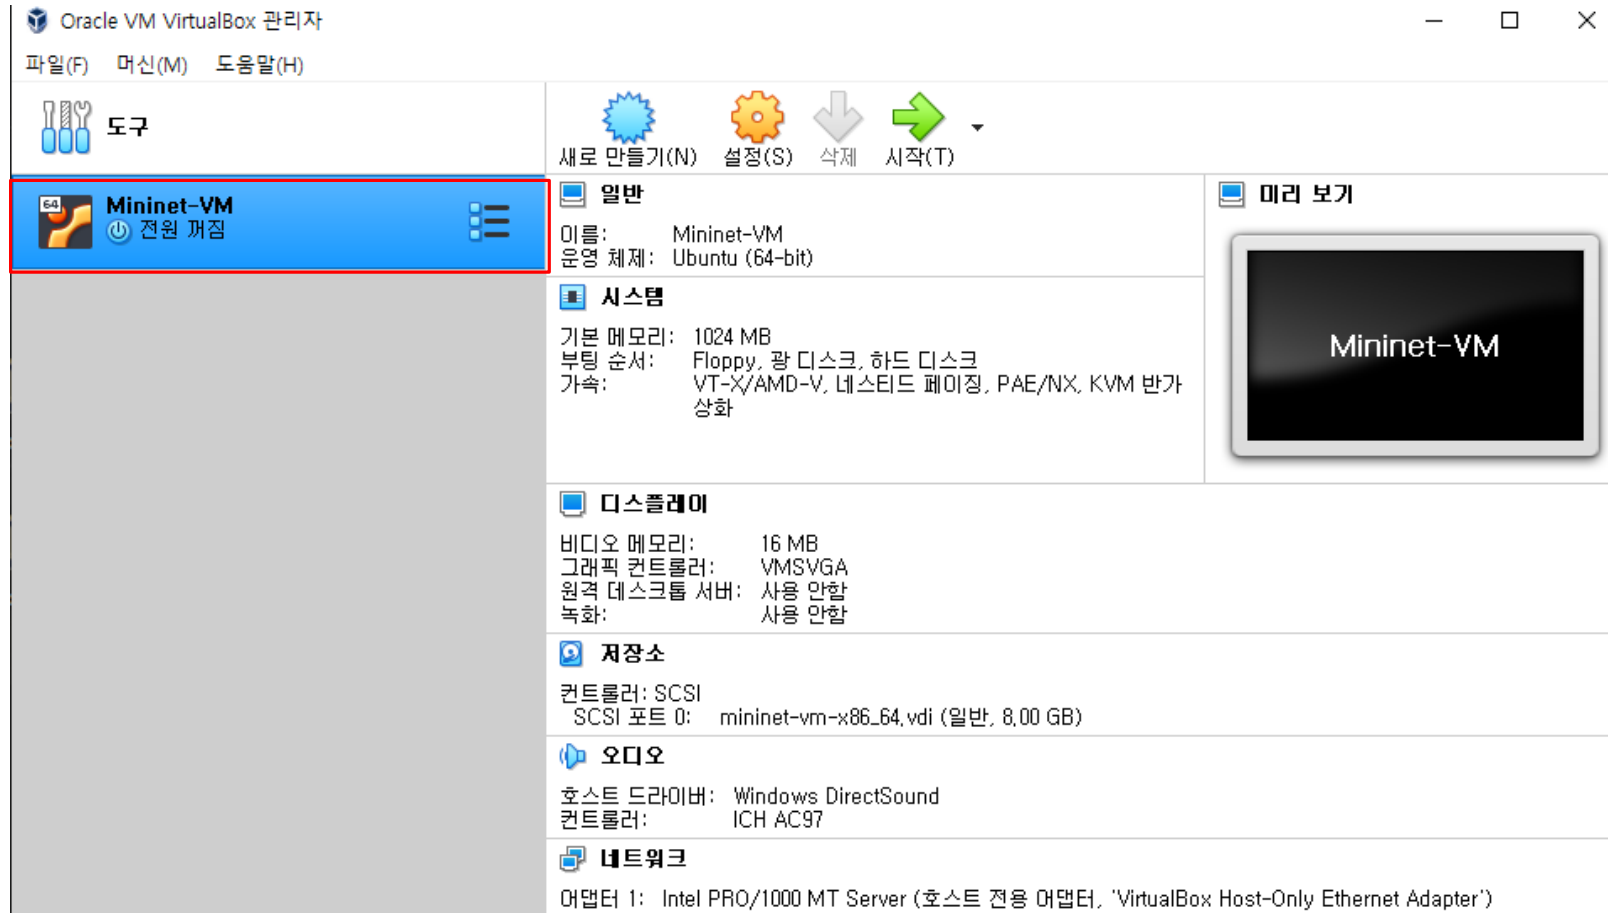 Oracle VM VirtualBox 관리자
파일(F) 머신(M) 도움말(H)
도구
새로 만들기(N) 설정(S) 삭제 시작(T)
64
Mininet-VM
전원 꺼짐
일반
이름: Mininet-VM
운영 체제: Ubuntu (64-bit)
미리 보기
Mininet-VM
시스템
기본 메모리: 1024 MB
부팅 순서: Floppy, 광 디스크, 하드 디스크
가속: VT-X/AMD-V, 네스티드 페이징, PAE/NX, KVM 반가
상화
디스플레이
비디오 메모리: 16 MB
그래픽 컨트롤러: VMSVGA
원격 데스크톱 서버: 사용 안함
녹화: 사용 안함
저장소
컨트롤러: SCSI
SCSI 포트 0: mininet-vm-x86_64.vdi (일반, 8.00 GB)
오디오
호스트 드라이버: Windows DirectSound
컨트롤러: ICH AC97
네트워크
어댑터 1: Intel PRO/1000 MT Server (호스트 전용 어댑터, 'VirtualBox Host-Only Ethernet Adapter')